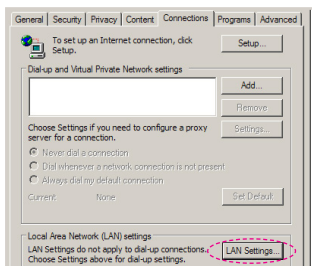 General Security Privacy Content Connections Programs Advanced
To set up an Internet connection, click Setup.
Setup...
Dial-up and Virtual Private Network settings
Add...
Remove
Choose Settings if you need to configure a proxy
server for a connection.
Settings...
Never dial a connection
Dial whenever a network connection is not present
Always dial my default connection
Current: None
Set Default
Local Area Network (LAN) settings
LAN Settings do not apply to dial-up connections.
Choose Settings above for dial-up settings.
LAN Settings...